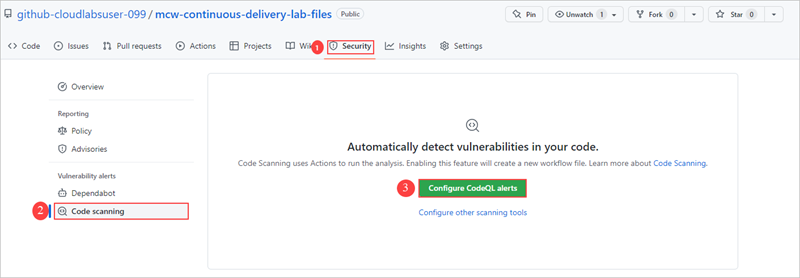 github-cloudlabsuser-099 / mcw-continuous-delivery-lab-files Public
Pin Unwatch 1 Fork 0 Star 0
Code Issues Pull requests Actions Projects Wiki 1 Security Insights Settings
Overview
Reporting
Policy
Advisories
Vulnerability alerts
Dependabot
2 Code scanning
Automatically detect vulnerabilities in your code.
Code Scanning uses Actions to run the analysis. Enabling this feature will create a new workflow file. Learn more about Code Scanning.
3 Configure CodeQL alerts
Configure other scanning tools